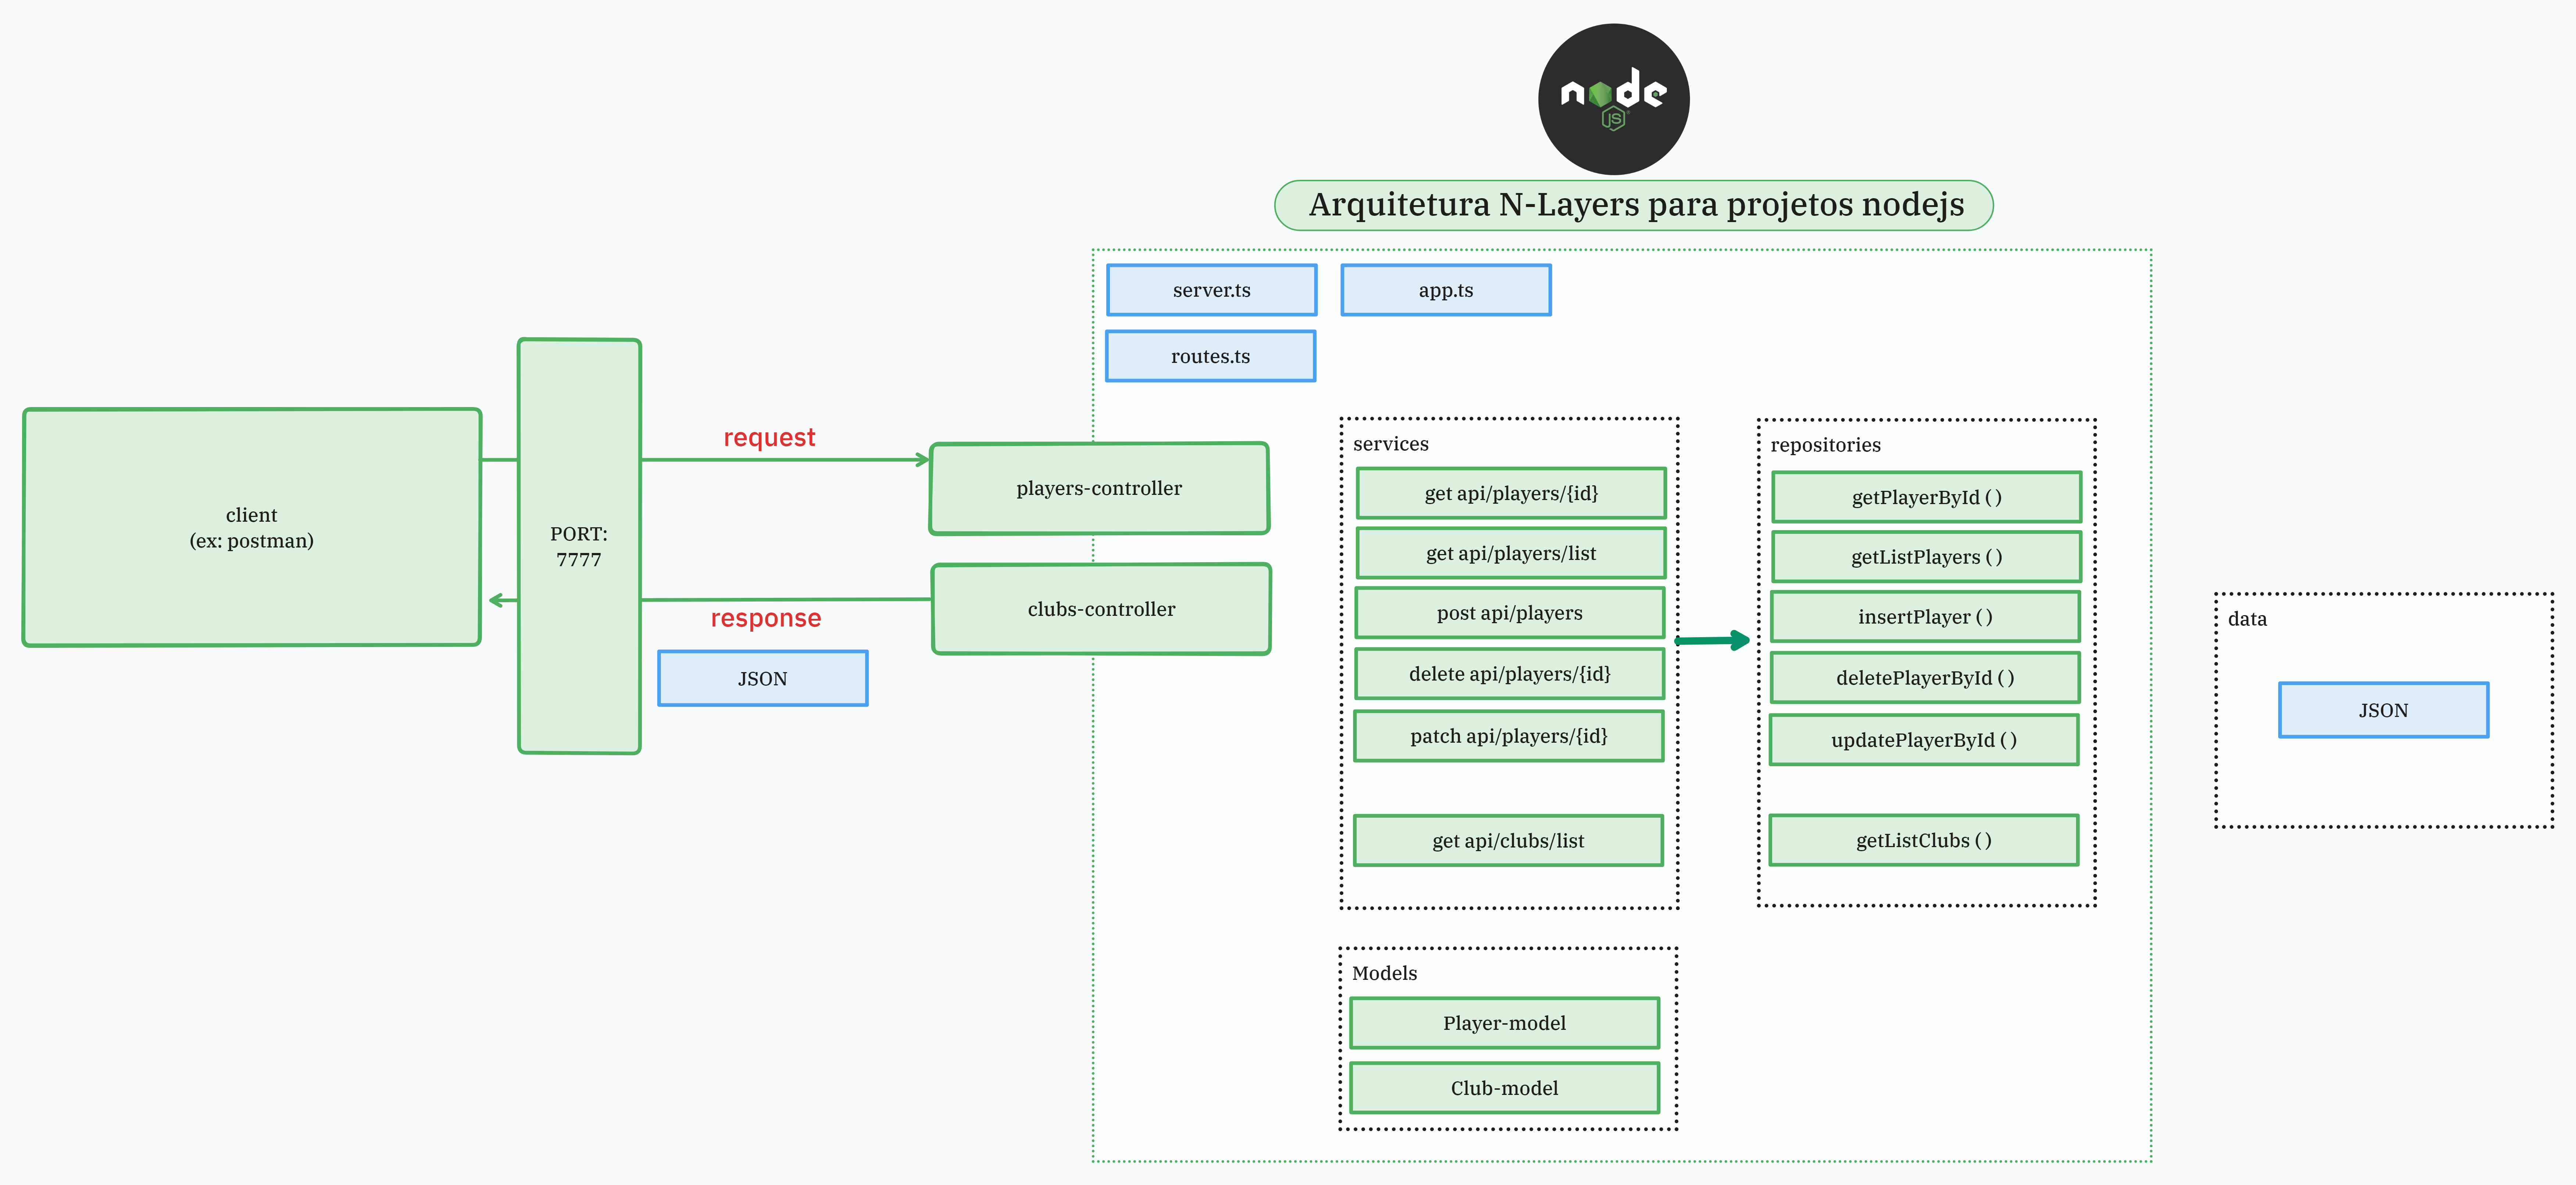 node
JS
Arquitetura N-Layers para projetos nodejs
server.ts
app.ts
routes.ts
client
(ex: postman)
PORT:
7777
request
response
JSON
players-controller
clubs-controller
services
get api/players/{id}
get api/players/list
post api/players
delete api/players/{id}
patch api/players/{id}
get api/clubs/list
repositories
getPlayerById ( )
getListPlayers ( )
insertPlayer ( )
deletePlayerById ( )
updatePlayerById ( )
getListClubs ( )
Models
Player-model
Club-model
data
JSON